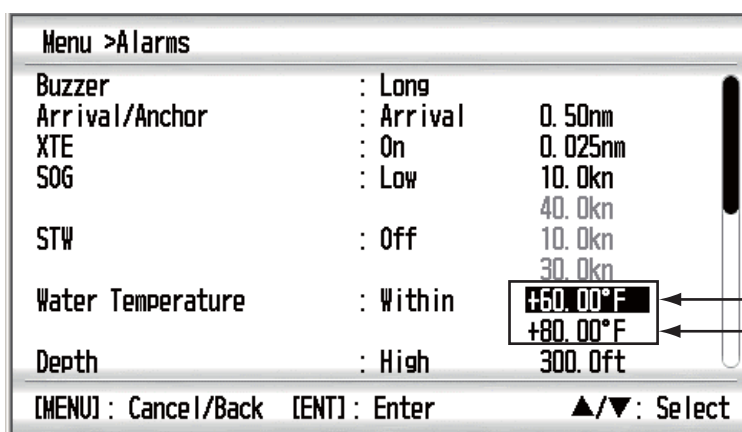 Menu >Alarms
Buzzer : Long
Arrival/Anchor : Arrival 0.50nm
XTE : On 0.025nm
SOG : Low 10.0kn
40.0kn
STW : Off 10.0kn
30.0kn
Water Temperature : Within +60.00°F
+80.00°F
Depth : High 300.0ft
[MENU]: Cancel/Back [ENT]: Enter ▲/▼: Select